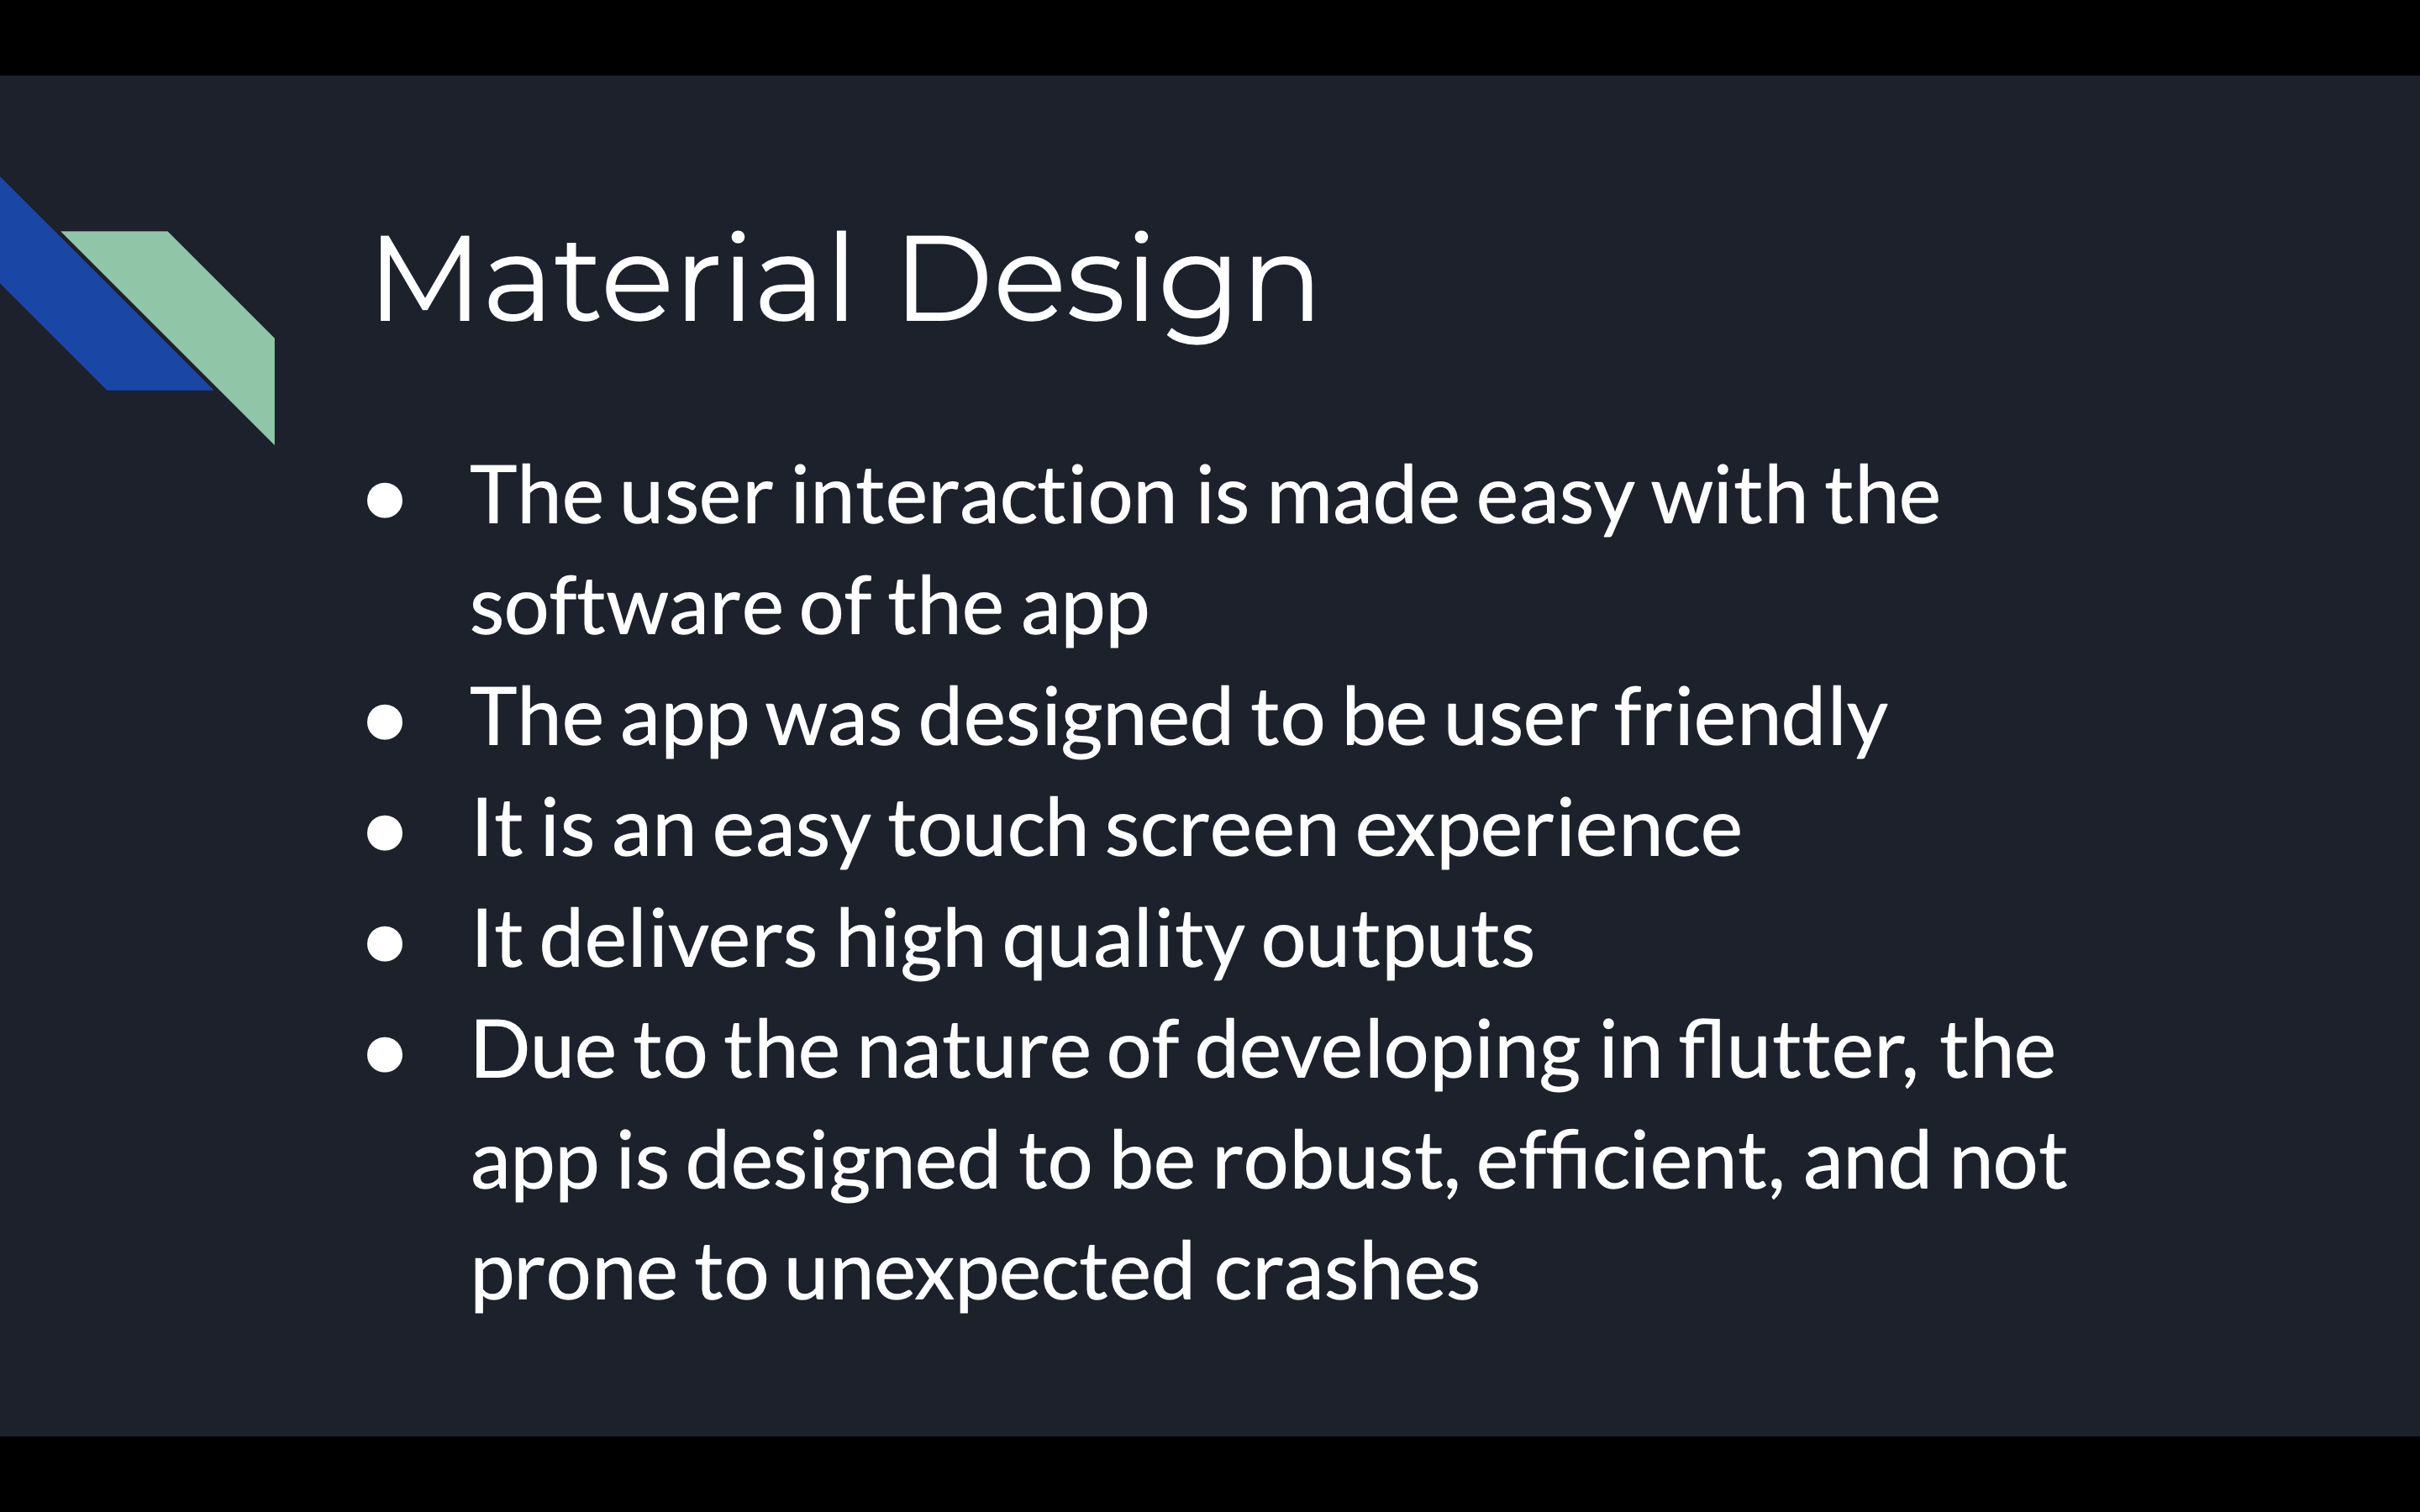 Material Design
● The user interaction is made easy with the
software of the app
● The app was designed to be user friendly
● It is an easy touch screen experience
● It delivers high quality outputs
● Due to the nature of developing in flutter, the
app is designed to be robust, efficient, and not
prone to unexpected crashes